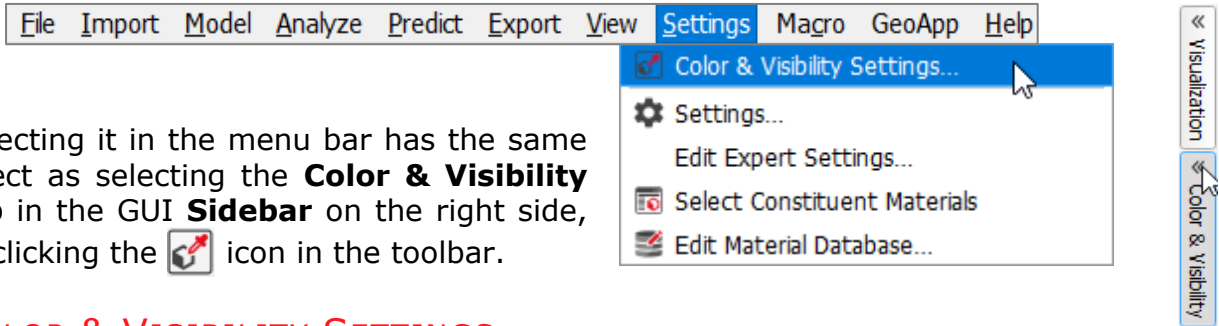 File Import Model Analyze Predict Export View Settings Macro GeoApp Help
Color & Visibility Settings...
Settings...
Edit Expert Settings...
Select Constituent Materials
Edit Material Database...
ecting it in the menu bar has the same
ect as selecting the Color & Visibility
in the GUI Sidebar on the right side,
clicking the icon in the toolbar.
& VISIBILITY SETTINGS
« Visualization
« Color & Visibility